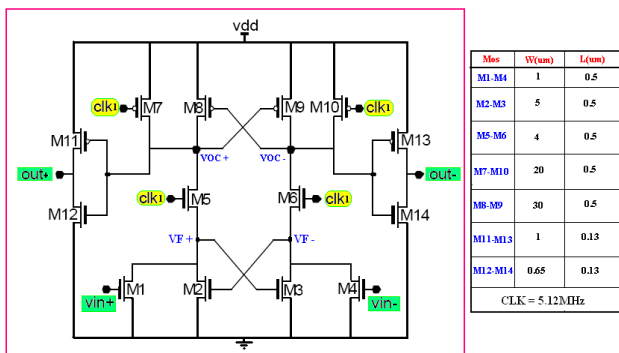 vdd
clk1 M7 M8 M9 M10 clk1
M11 M13
VOC + VOC -
out+ out-
clk1 M5 M6 clk1
M12 M14
VF + VF -
M1 M2 M3 M4
vin+ vin-
Mos W(um) L(um)
M1-M4 1 0.5
M2-M3 5 0.5
M5-M6 4 0.5
M7-M10 20 0.5
M8-M9 30 0.5
M11-M13 1 0.13
M12-M14 0.65 0.13
CLK = 5.12MHz